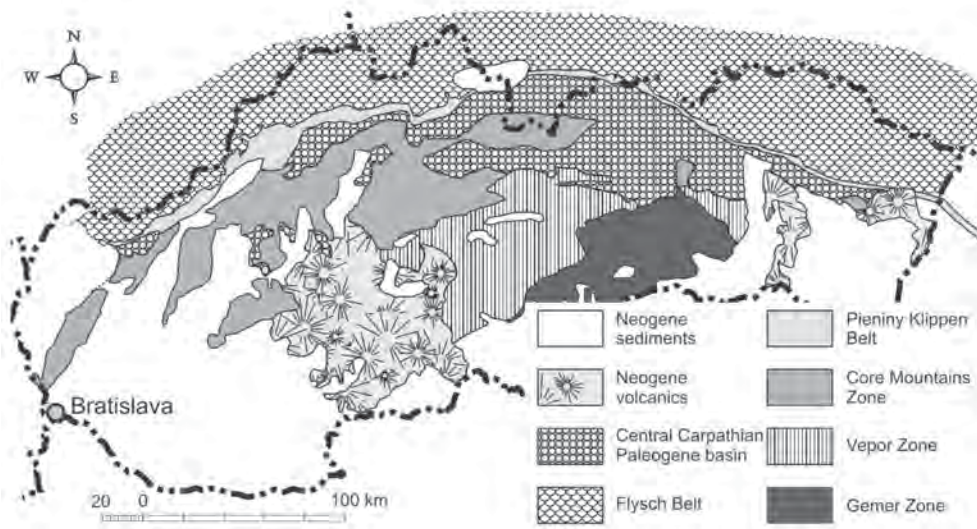 N
W E
S
Bratislava
20 0 100 km
Neogene
sediments
Neogene
volcanics
Central Carpathian
Paleogene basin
Flysch Belt
Pieniny Klippen
Belt
Core Mountains
Zone
Vepor Zone
Gemer Zone